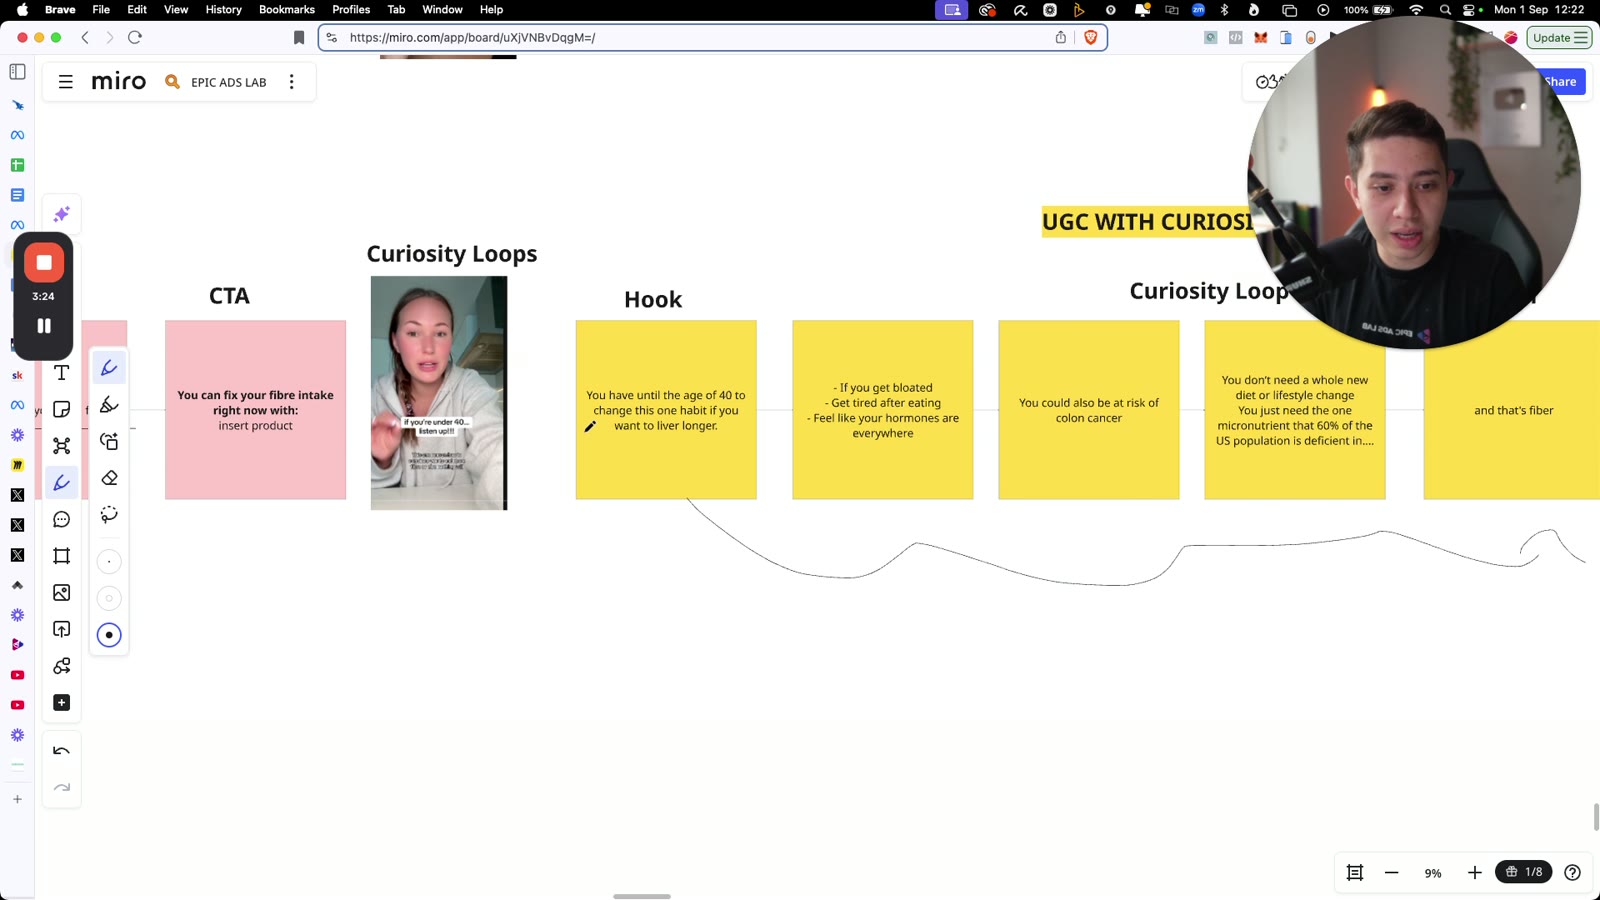 Brave File Edit View History Bookmarks Profiles Tab Window Help
100% Mon 1 Sep 12:22
https://miro.com/app/board/uXjVNBvDqgM=/
Update
miro EPIC ADS LAB
Share
UGC WITH CURIOSI
Curiosity Loops
CTA
Hook
Curiosity Loop
3:24
You can fix your fibre intake
right now with:
insert product
if you're under 40...
listen up!!!
You have until the age of 40 to
change this one habit if you
want to liver longer.
- If you get bloated
- Get tired after eating
- Feel like your hormones are
everywhere
You could also be at risk of
colon cancer
You don't need a whole new
diet or lifestyle change
You just need the one
micronutrient that 60% of the
US population is deficient in....
and that's fiber
EPIC ADS LAB
9%
1/8